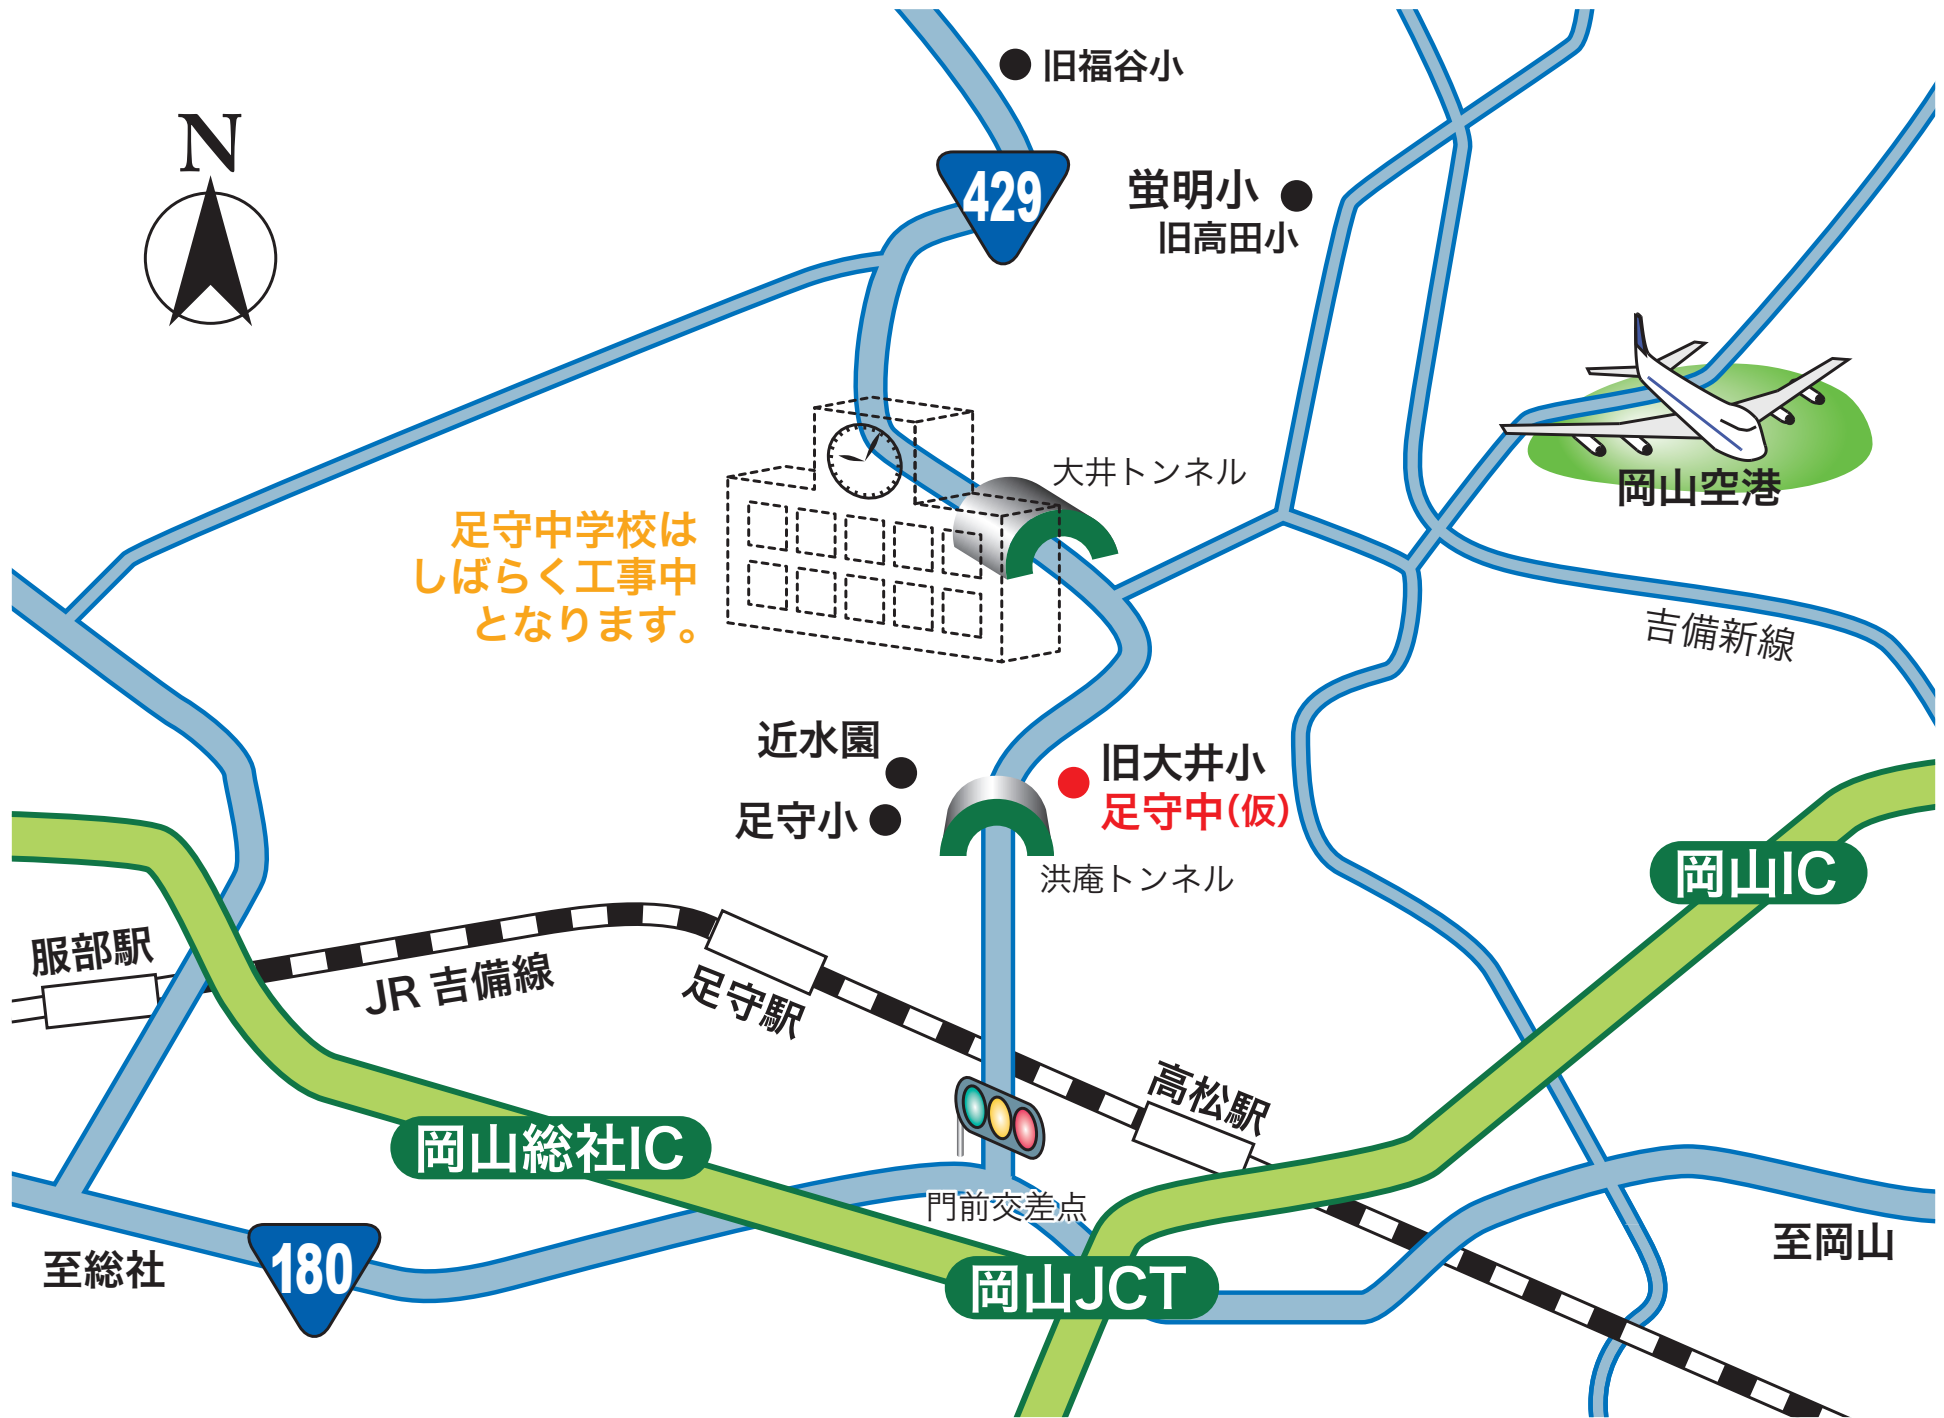 旧福谷小
N
429
蛍明小
旧高田小
大井トンネル
岡山空港
足守中学校は
しばらく工事中
となります。
吉備新線
近水園
旧大井小
足守小
足守中(仮)
洪庵トンネル
岡山IC
服部駅
JR 吉備線
足守駅
高松駅
岡山総社IC
門前交差点
至総社
180
岡山JCT
至岡山